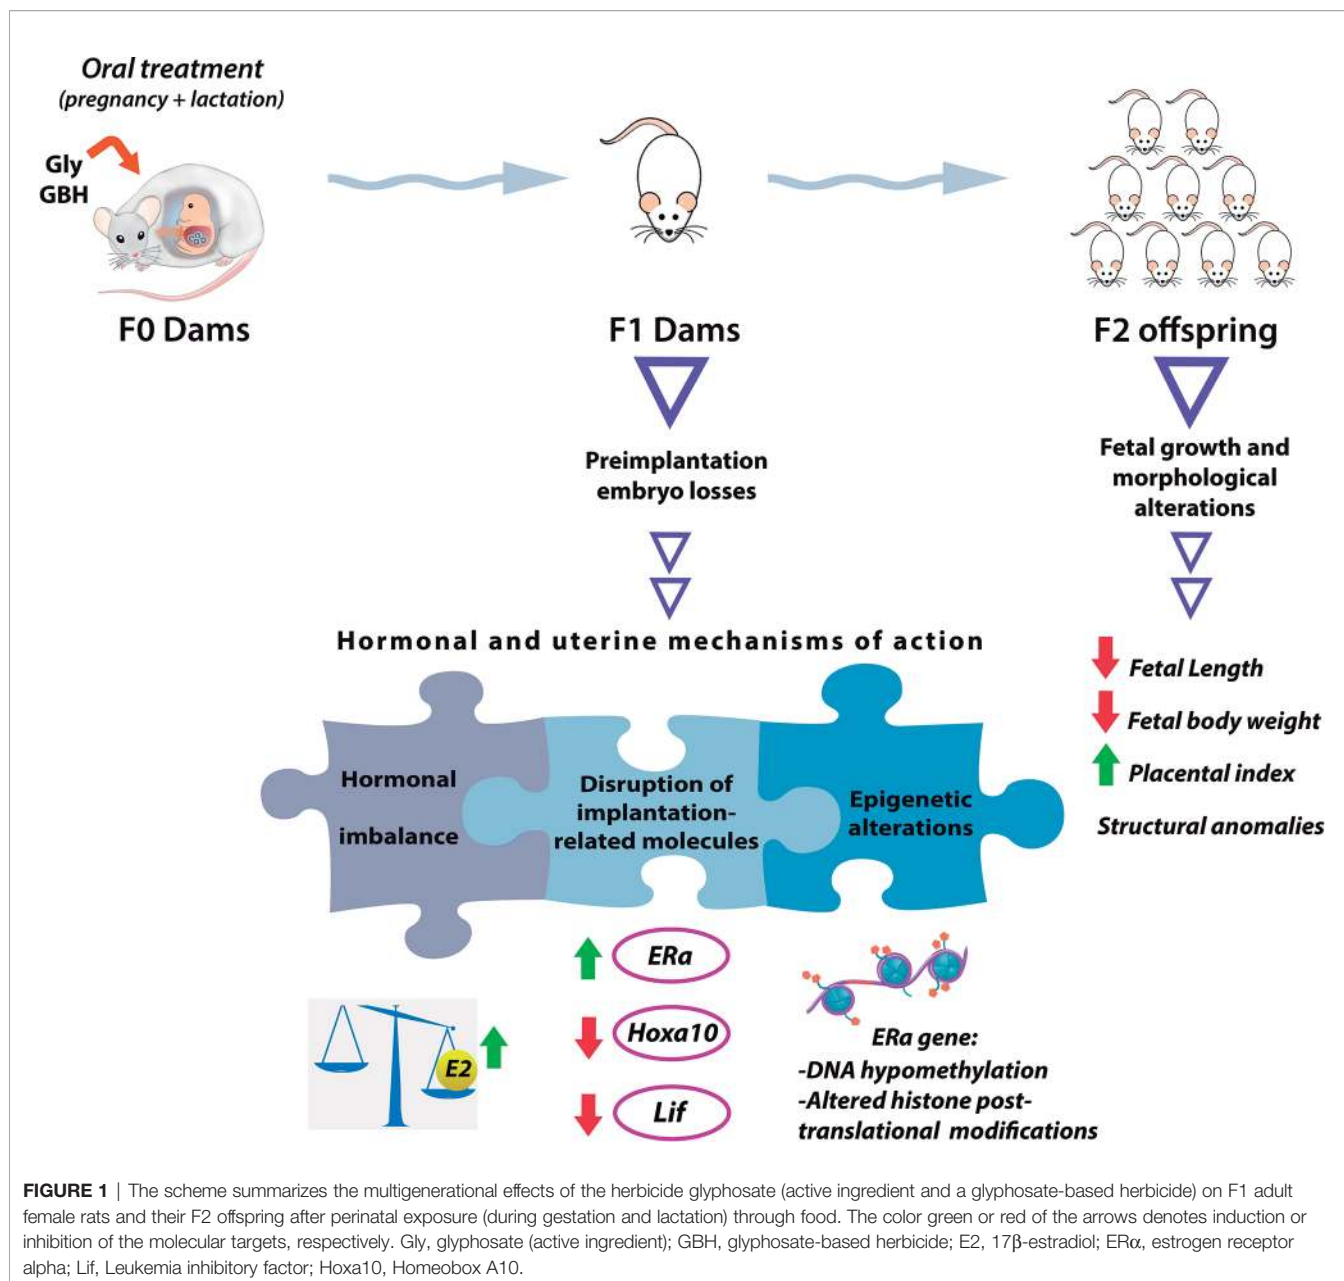 Oral treatment
(pregnancy + lactation)
Gly
GBH
F0 Dams
F1 Dams
F2 offspring
Preimplantation
embryo losses
Fetal growth and
morphological
alterations
Hormonal and uterine mechanisms of action
Fetal Length
Fetal body weight
Placental index
Structural anomalies
Hormonal
imbalance
Disruption of
implantation-
related molecules
Epigenetic
alterations
E2
ERa
Hoxa10
Lif
ERa gene:
-DNA hypomethylation
-Altered histone post-
translational modifications
FIGURE 1 | The scheme summarizes the multigenerational effects of the herbicide glyphosate (active ingredient and a glyphosate-based herbicide) on F1 adult
female rats and their F2 offspring after perinatal exposure (during gestation and lactation) through food. The color green or red of the arrows denotes induction or
inhibition of the molecular targets, respectively. Gly, glyphosate (active ingredient); GBH, glyphosate-based herbicide; E2, 17β-estradiol; ERα, estrogen receptor
alpha; Lif, Leukemia inhibitory factor; Hoxa10, Homeobox A10.